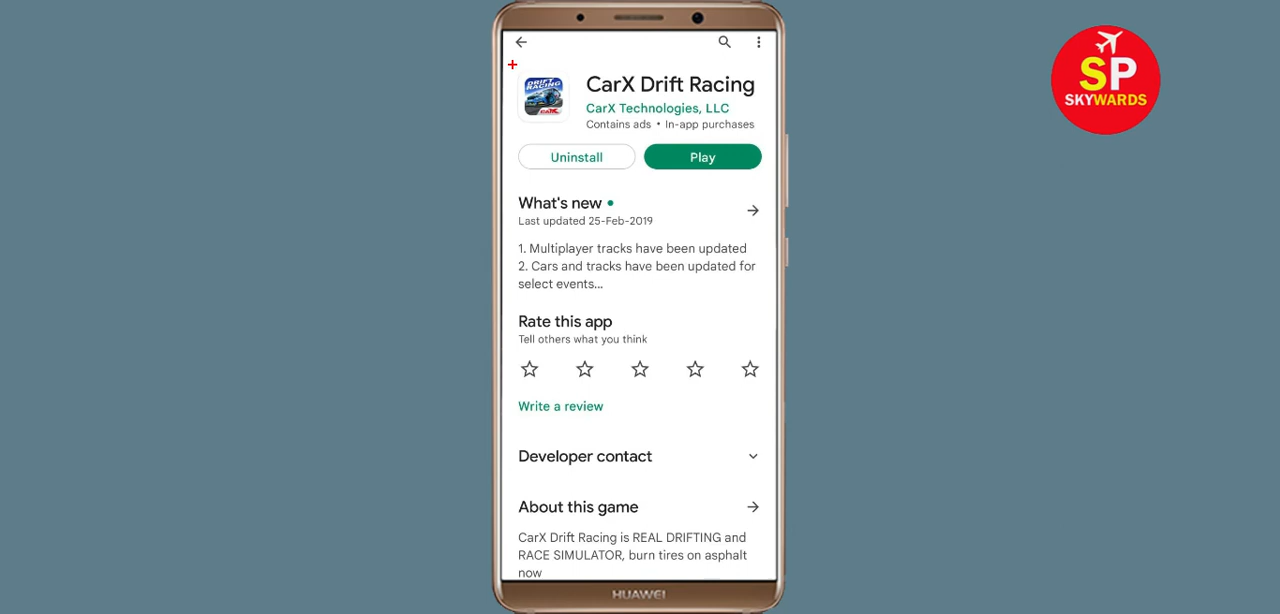 SP
SKYWARDS
DRIFT
RACING
CarX Drift Racing
CarX Technologies, LLC
Contains ads • In-app purchases
Uninstall
Play
What's new •
Last updated 25-Feb-2019
1. Multiplayer tracks have been updated
2. Cars and tracks have been updated for
select events...
Rate this app
Tell others what you think
Write a review
Developer contact
About this game
CarX Drift Racing is REAL DRIFTING and
RACE SIMULATOR, burn tires on asphalt
now
HUAWEI